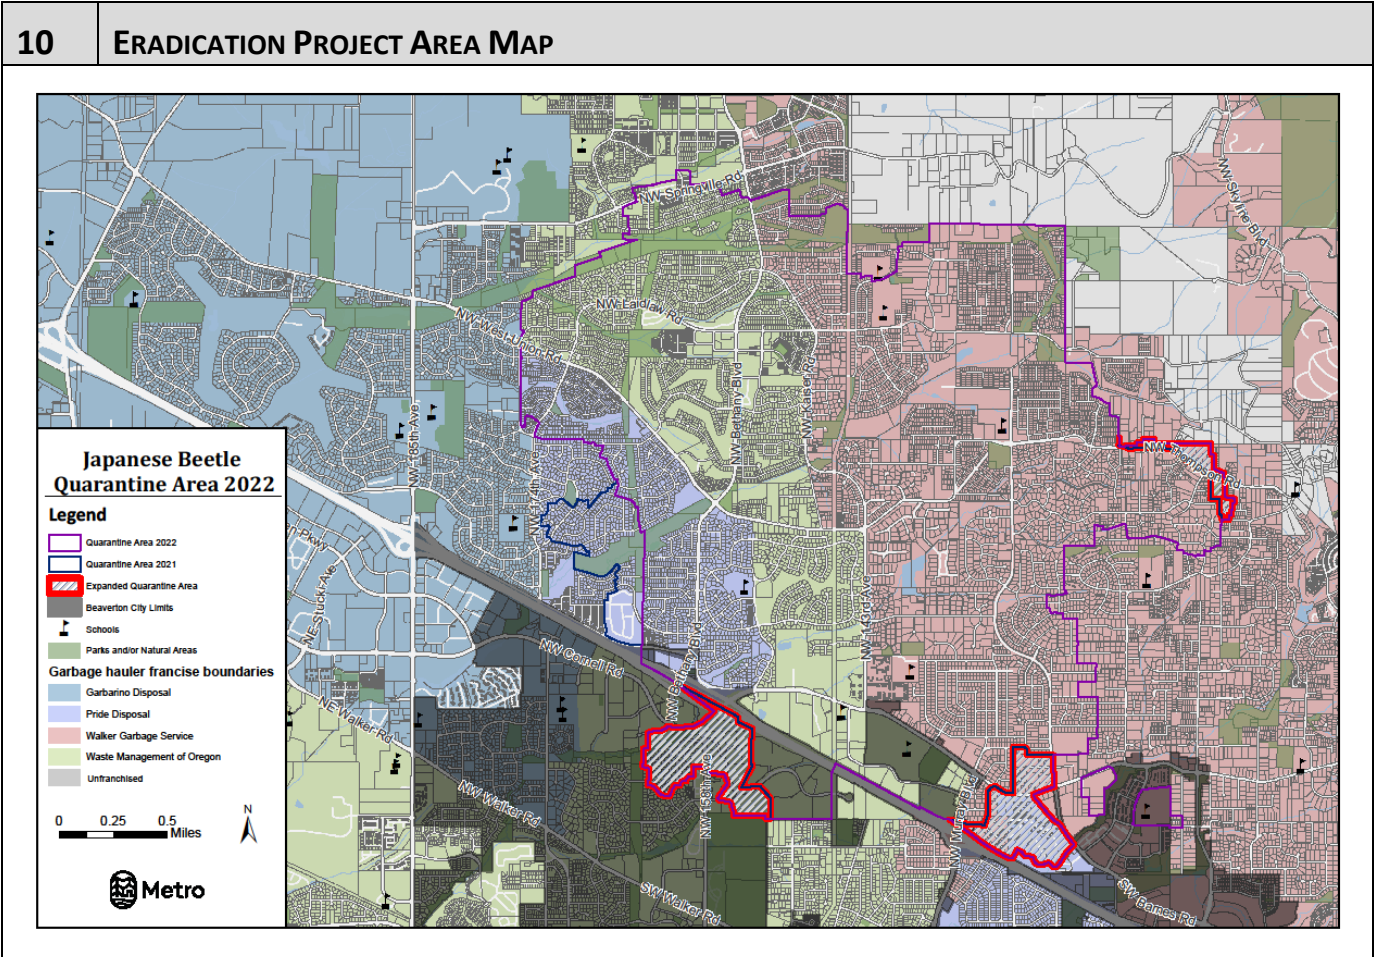 10 ERADICATION PROJECT AREA MAP
NW Springville Rd
NW Skyline Blvd
NW Laidlaw Rd
NW West Union Rd
NW Bethany Blvd
NW Kaiser Rd
NW 185th Ave
NW 174th Ave
NW Thompson Rd
Pkwy
NE Stucki Ave
NW 143rd Ave
NW Cornell Rd
NW Bethany Blvd
NE Walker Rd
NW Walker Rd
NW 158th Ave
NW Murray Blvd
SW Walker Rd
SW Barnes Rd
Japanese Beetle
Quarantine Area 2022
Legend
Quarantine Area 2022
Quarantine Area 2021
Expanded Quarantine Area
Beaverton City Limits
Schools
Parks and/or Natural Areas
Garbage hauler francise boundaries
Garbarino Disposal
Pride Disposal
Walker Garbage Service
Waste Management of Oregon
Unfranchised
N
0 0.25 0.5
Miles
Metro